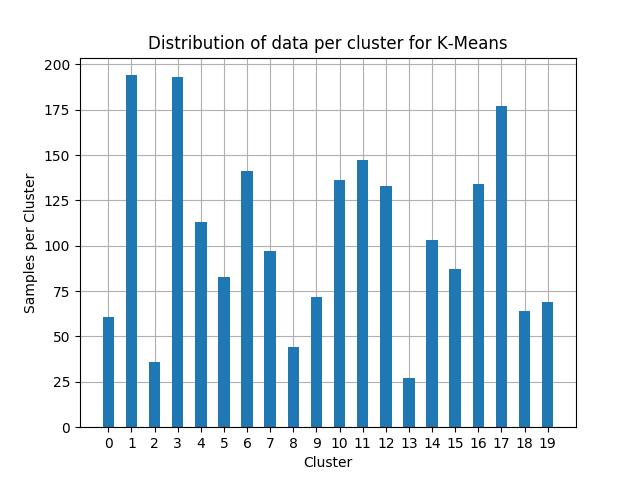 Distribution of data per cluster for K-Means
200
175
150
125
100
75
50
25
0
Samples per Cluster
0 1 2 3 4 5 6 7 8 9 10 11 12 13 14 15 16 17 18 19
Cluster